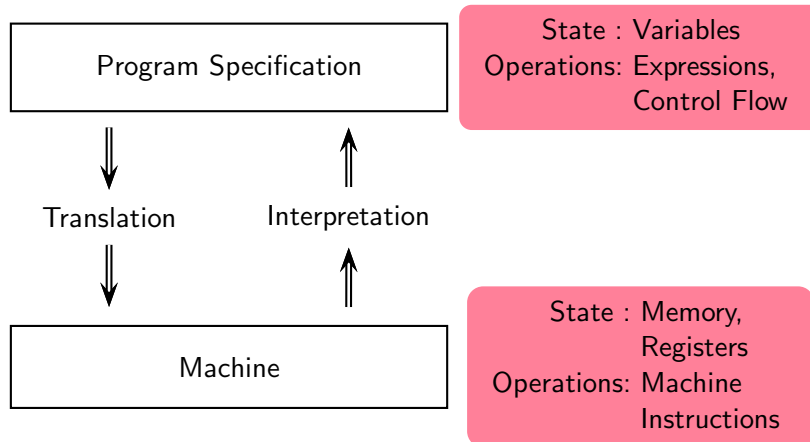 Program Specification
State : Variables
Operations: Expressions,
Control Flow
Translation
Interpretation
Machine
State : Memory,
Registers
Operations: Machine
Instructions